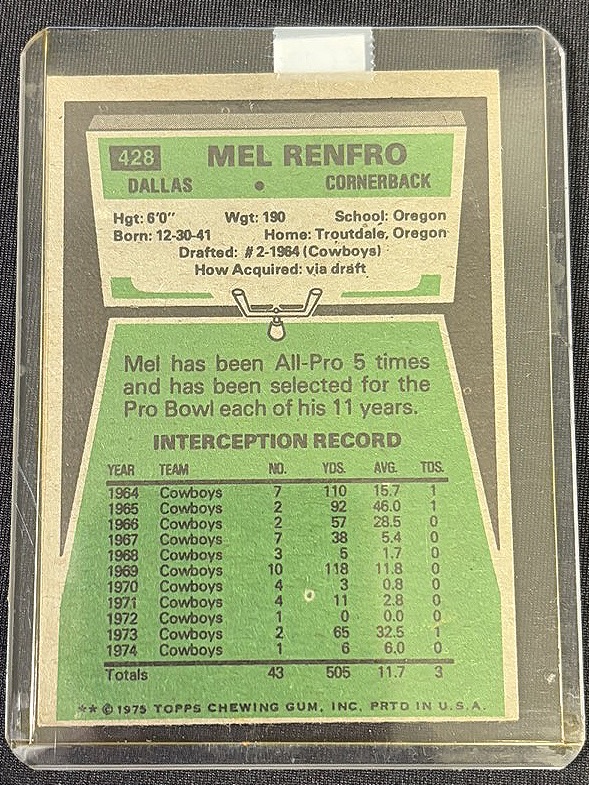 428 MEL RENFRO
DALLAS • CORNERBACK
Hgt: 6'0" Wgt: 190 School: Oregon
Born: 12-30-41 Home: Troutdale, Oregon
Drafted: #2-1964 (Cowboys)
How Acquired: via draft
Mel has been All-Pro 5 times
and has been selected for the
Pro Bowl each of his 11 years.
INTERCEPTION RECORD
YEAR TEAM NO. YDS. AVG. TDS.
1964 Cowboys 7 110 15.7 1
1965 Cowboys 2 92 46.0 1
1966 Cowboys 2 57 28.5 0
1967 Cowboys 7 38 5.4 0
1968 Cowboys 3 5 1.7 0
1969 Cowboys 10 118 11.8 0
1970 Cowboys 4 3 0.8 0
1971 Cowboys 4 11 2.8 0
1972 Cowboys 1 0 0.0 0
1973 Cowboys 2 65 32.5 1
1974 Cowboys 1 6 6.0 0
Totals 43 505 11.7 3
** © 1975 TOPPS CHEWING GUM, INC. PRTD IN U.S.A.